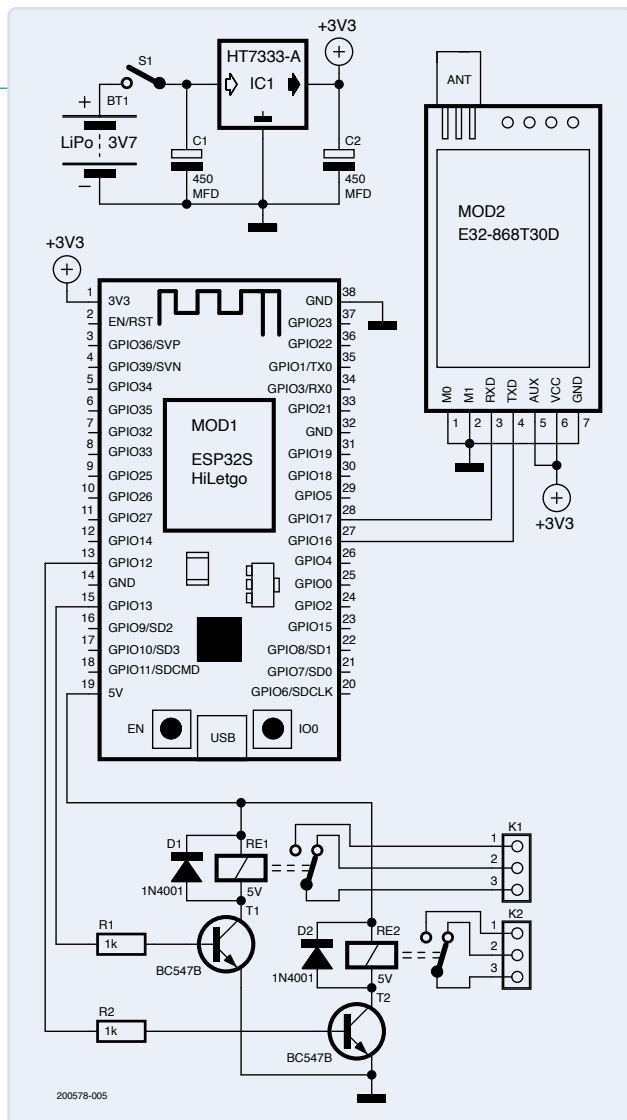 +3V3
HT7333-A
S1
IC1
ANT
+
BT1
LiPo
3V7
C1
C2
–
450
MFD
450
MFD
MOD2
E32-868T30D
+3V3
M0
M1
RXD
TXD
AUX
VCC
GND
1
2
3
4
5
6
7
+3V3
1
3V3
GND
38
2
EN/RST
GPIO23
37
3
GPIO36/SVP
GPIO22
36
4
GPIO39/SVN
GPIO1/TX0
35
5
GPIO34
GPIO3/RX0
34
6
GPIO35
GPIO21
33
7
GPIO32
GND
32
8
GPIO33
GPIO19
31
9
GPIO25
GPIO18
30
10
GPIO26
GPIO5
29
11
GPIO27
GPIO17
28
12
GPIO14
GPIO16
27
13
GPIO12
GPIO4
26
14
GND
GPIO0
25
15
GPIO13
GPIO2
24
16
GPIO9/SD2
GPIO15
23
17
GPIO10/SD3
GPIO8/SD1
22
18
GPIO11/SDCMD
GPIO7/SD0
21
19
5V
GPIO6/SDCLK
20
MOD1
ESP32S
HiLetgo
EN
USB
IO0
D1
RE1
1N4001
5V
K1
1
2
3
T1
R1
1k
BC547B
D2
RE2
1N4001
5V
K2
1
2
3
T2
R2
1k
BC547B
200578-005